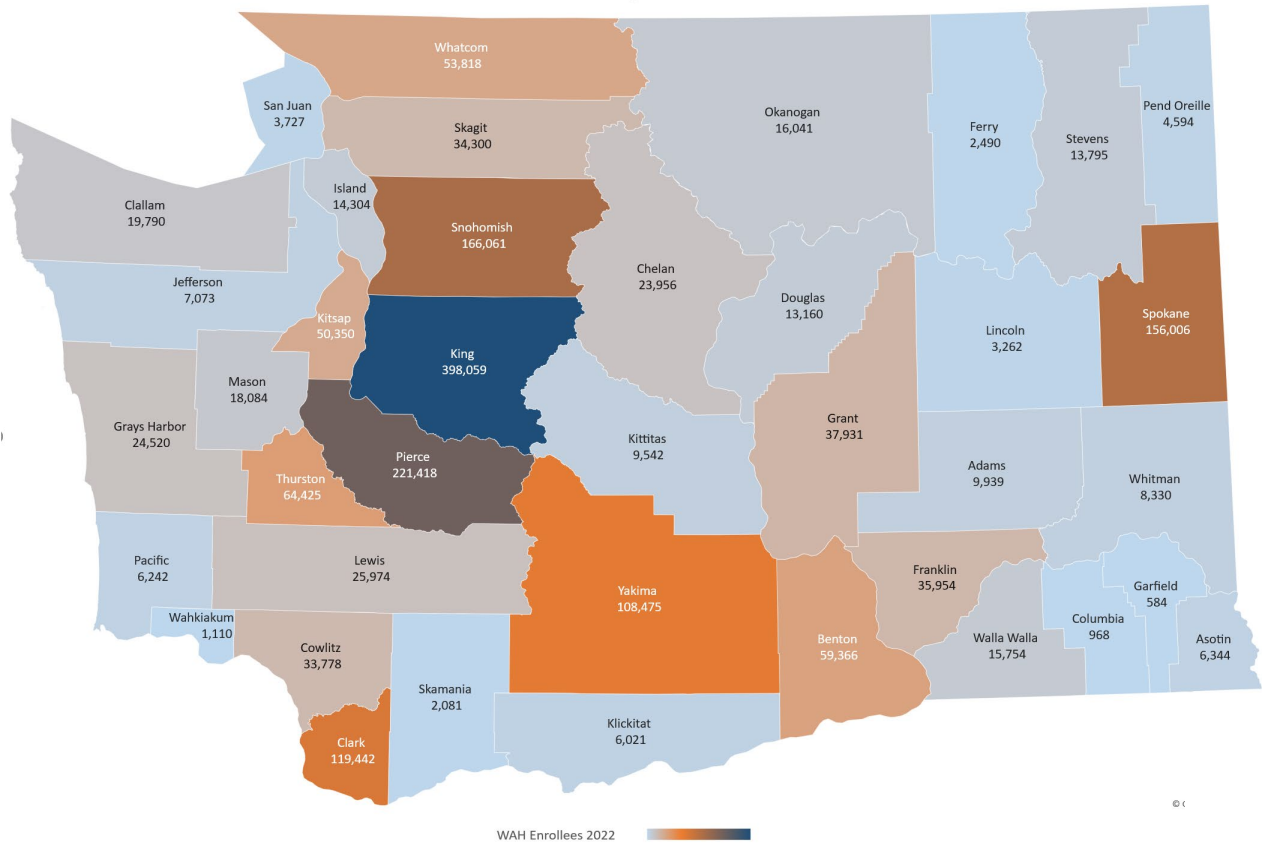 Whatcom
53,818
San Juan
3,727
Skagit
34,300
Okanogan
16,041
Ferry
2,490
Stevens
13,795
Pend Oreille
4,594
Clallam
19,790
Island
14,304
Snohomish
166,061
Chelan
23,956
Jefferson
7,073
Kitsap
50,350
Douglas
13,160
Lincoln
3,262
Spokane
156,006
King
398,059
Mason
18,084
Grays Harbor
24,520
Grant
37,931
Kittitas
9,542
Pierce
221,418
Thurston
64,425
Adams
9,939
Whitman
8,330
Pacific
6,242
Lewis
25,974
Yakima
108,475
Franklin
35,954
Garfield
584
Wahkiakum
1,110
Cowlitz
33,778
Benton
59,366
Walla Walla
15,754
Columbia
968
Asotin
6,344
Skamania
2,081
Klickitat
6,021
Clark
119,442
©
WAH Enrollees 2022